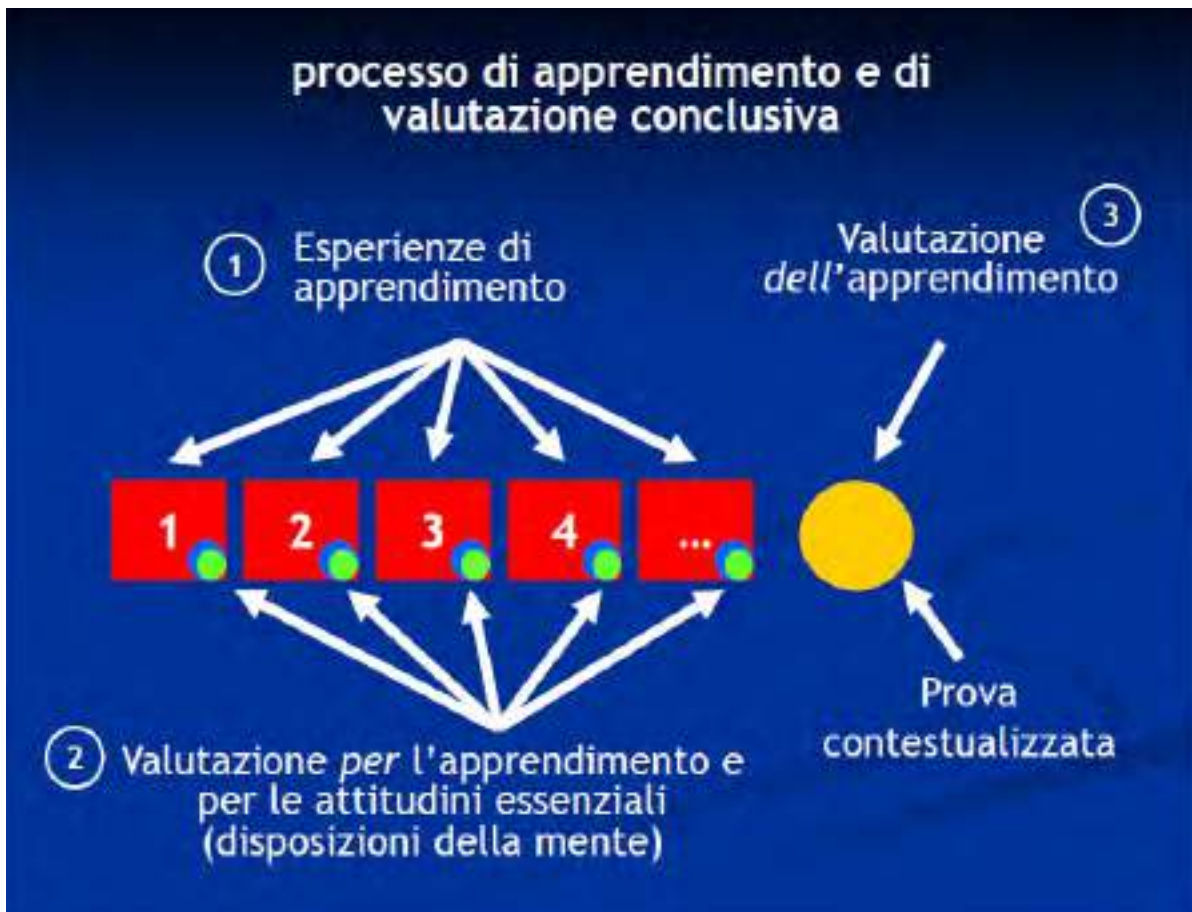 processo di apprendimento e di
valutazione conclusiva
1
Esperienze di
apprendimento
3
Valutazione
dell'apprendimento
1
2
3
4
...
2
Valutazione per l'apprendimento e
per le attitudini essenziali
(disposizioni della mente)
Prova
contestualizzata